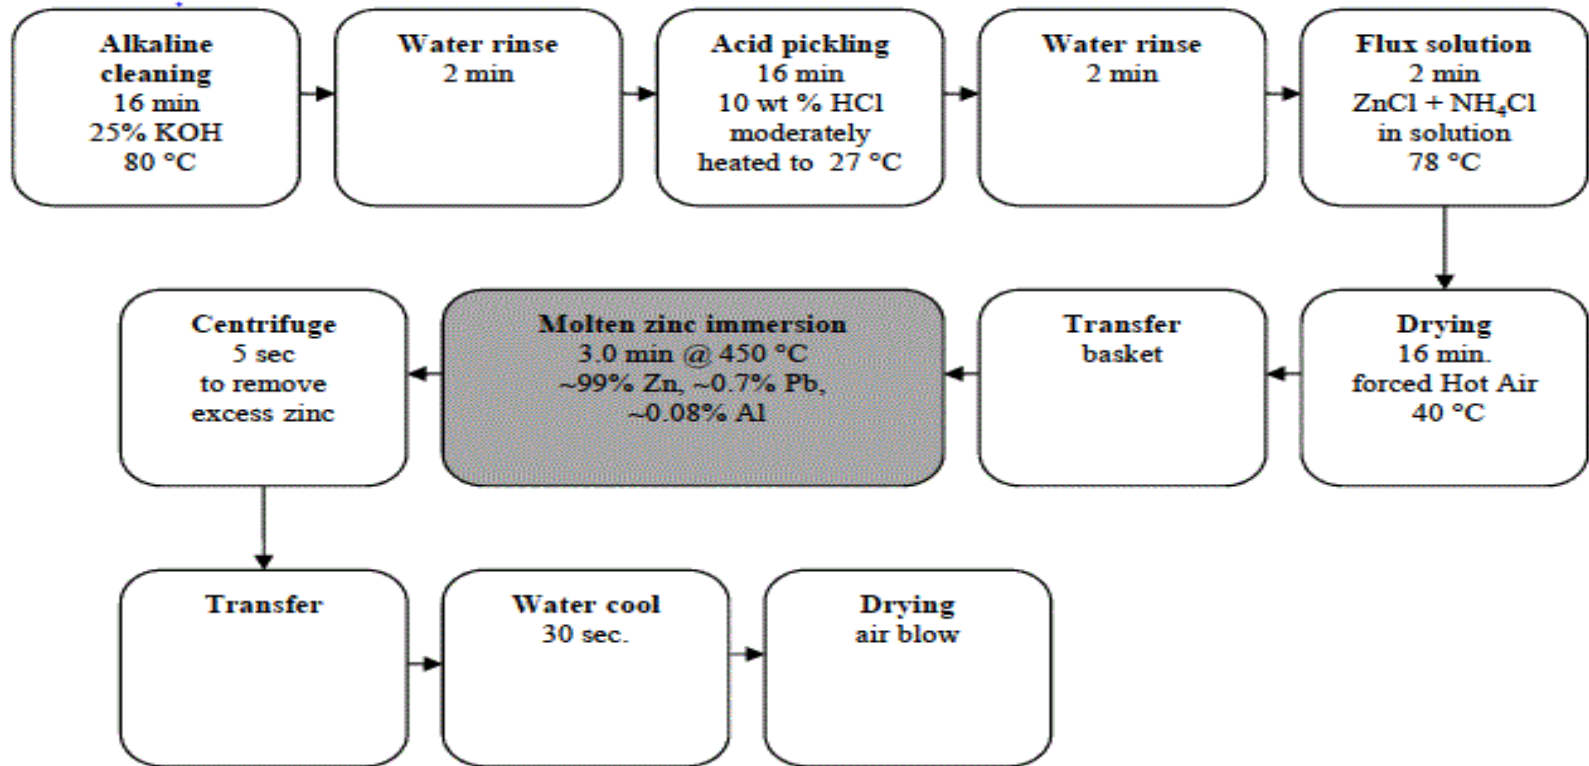 Alkaline
cleaning
16 min
25% KOH
80 °C
Water rinse
2 min
Acid pickling
16 min
10 wt % HCl
moderately
heated to 27 °C
Water rinse
2 min
Flux solution
2 min
ZnCl + NH₄Cl
in solution
78 °C
Centrifuge
5 sec
to remove
excess zinc
Molten zinc immersion
3.0 min @ 450 °C
~99% Zn, ~0.7% Pb,
~0.08% Al
Transfer
basket
Drying
16 min.
forced Hot Air
40 °C
Transfer
Water cool
30 sec.
Drying
air blow